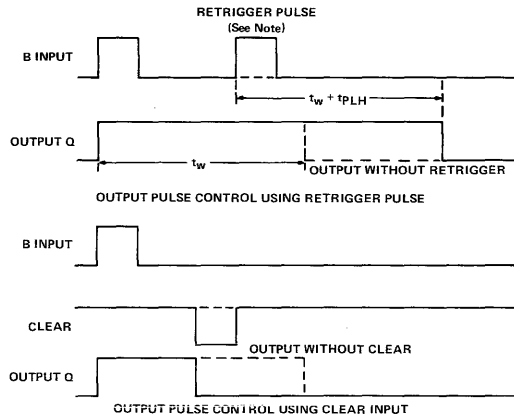 RETRIGGER PULSE
(See Note)
B INPUT
tw + tPLH
OUTPUT Q
tw
OUTPUT WITHOUT RETRIGGER
OUTPUT PULSE CONTROL USING RETRIGGER PULSE
B INPUT
CLEAR
OUTPUT WITHOUT CLEAR
OUTPUT Q
OUTPUT PULSE CONTROL USING CLEAR INPUT